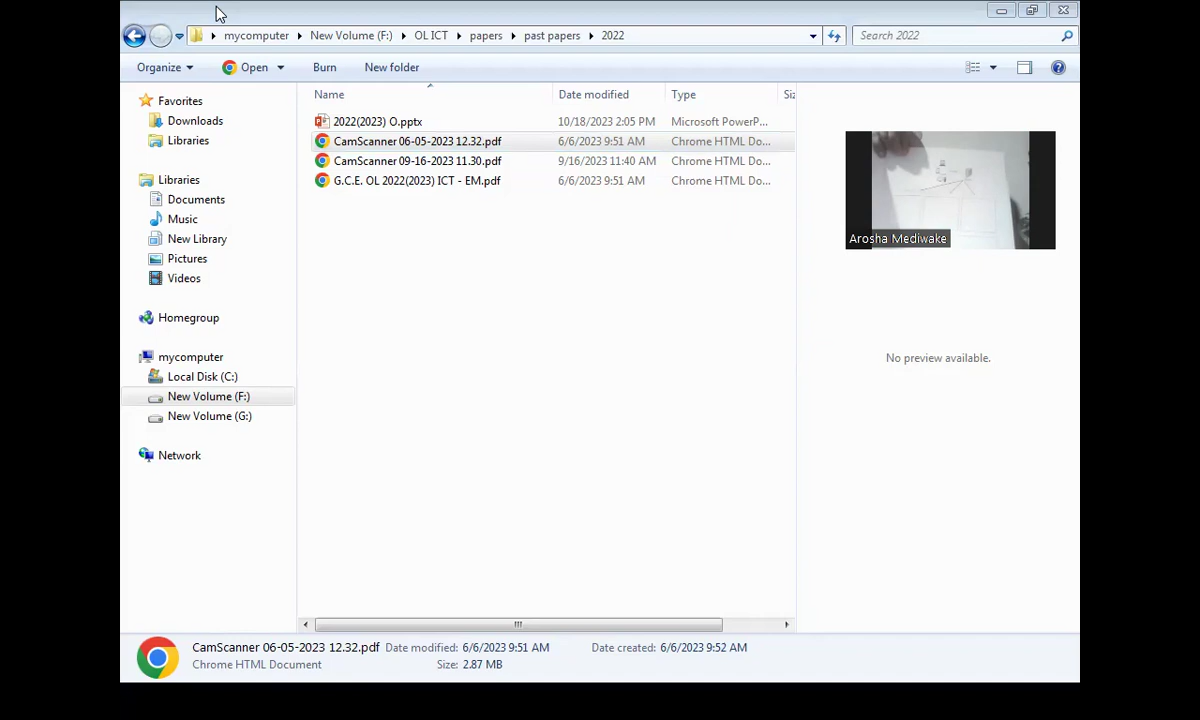 mycomputer New Volume (F:) OL ICT papers past papers 2022 Search 2022
Organize Open Burn New folder
Name Date modified Type Siz
2022(2023) O.pptx 10/18/2023 2:05 PM Microsoft PowerP...
CamScanner 06-05-2023 12.32.pdf 6/6/2023 9:51 AM Chrome HTML Do...
CamScanner 09-16-2023 11.30.pdf 9/16/2023 11:40 AM Chrome HTML Do...
G.C.E. OL 2022(2023) ICT - EM.pdf 6/6/2023 9:51 AM Chrome HTML Do...
Favorites
Downloads
Libraries
Libraries
Documents
Music
New Library
Pictures
Videos
Homegroup
mycomputer
Local Disk (C:)
New Volume (F:)
New Volume (G:)
Network
Arosha Mediwake
No preview available.
CamScanner 06-05-2023 12.32.pdf Date modified: 6/6/2023 9:51 AM Date created: 6/6/2023 9:52 AM
Chrome HTML Document Size: 2.87 MB